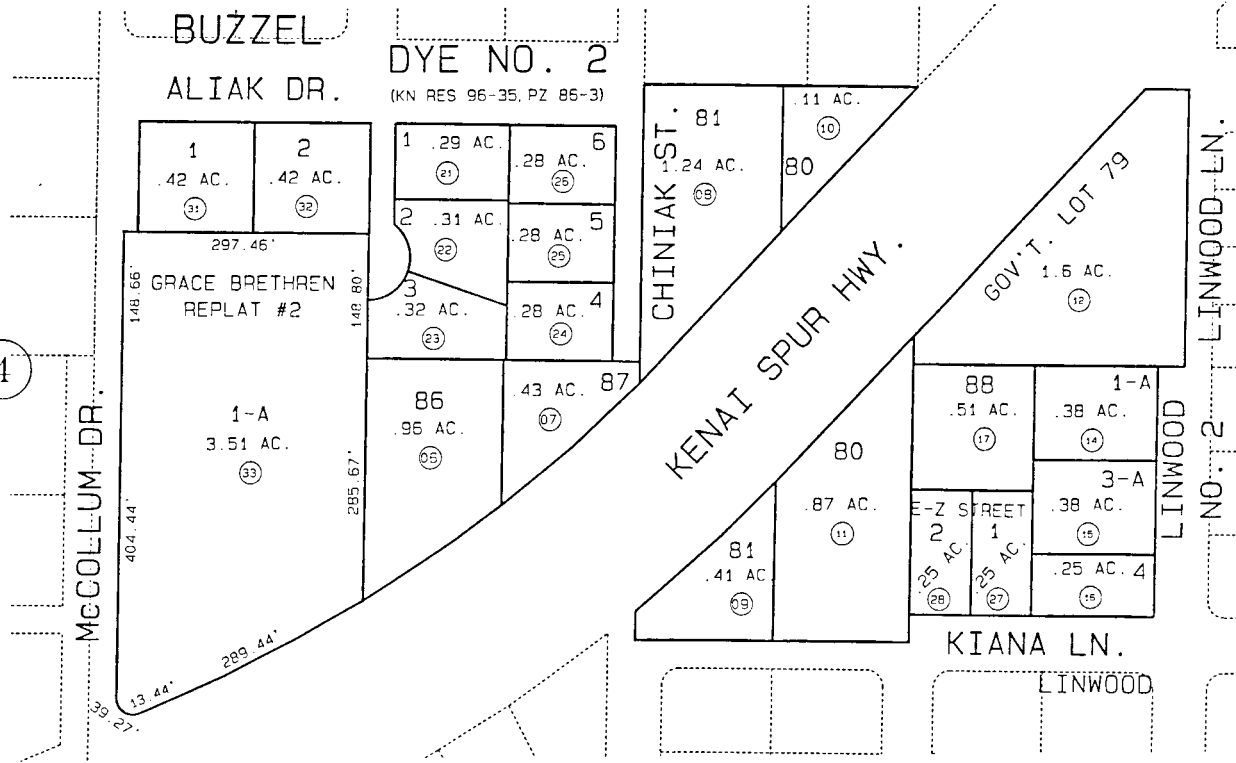 BUZZEL
DYE NO. 2
ALIAK DR.
(KN RES 96-35, PZ 85-3)
1
.42 AC.
31
2
.42 AC.
32
1 .29 AC.
21
6
.28 AC.
26
2 .31 AC.
22
5
.28 AC.
25
3
.32 AC.
23
4
.28 AC.
24
CHINIAK ST.
81
1.24 AC.
08
.11 AC.
10
80
KENAI SPUR HWY.
GOV'T. LOT 79
1.6 AC.
12
LINWOOD LN.
297.46'
GRACE BRETHREN
REPLAT #2
148.66'
148.80'
4
McCOLLUM DR.
1-A
3.51 AC.
33
404.44'
285.67'
289.44'
13.44'
39.27'
86
.96 AC.
87
.43 AC.
07
80
.87 AC.
11
81
.41 AC
09
88
.51 AC.
17
1-A
.38 AC.
14
3-A
.38 AC.
15
E-Z STREET
2
.25 AC.
28
1
.25 AC.
27
.25 AC. 4
16
LINWOOD
NO. 2
KIANA LN.
LINWOOD